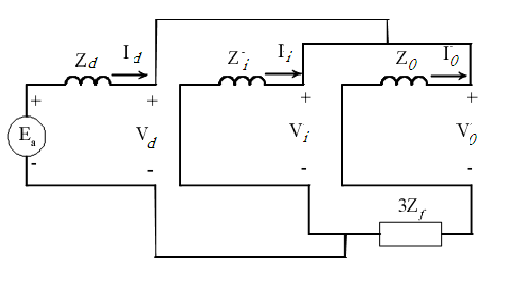 Zd Id Zi Ii Z0 I0
+ + + +
Ea Vd Vi V0
- - - -
3Zf